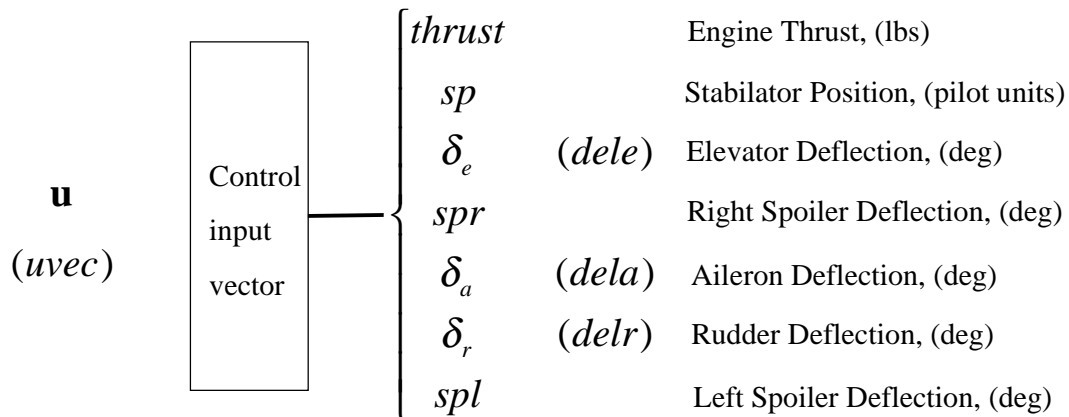 thrust Engine Thrust, (lbs)
sp Stabilator Position, (pilot units)
δe (dele) Elevator Deflection, (deg)
spr Right Spoiler Deflection, (deg)
δa (dela) Aileron Deflection, (deg)
δr (delr) Rudder Deflection, (deg)
spl Left Spoiler Deflection, (deg)
u
(uvec)
Control
input
vector